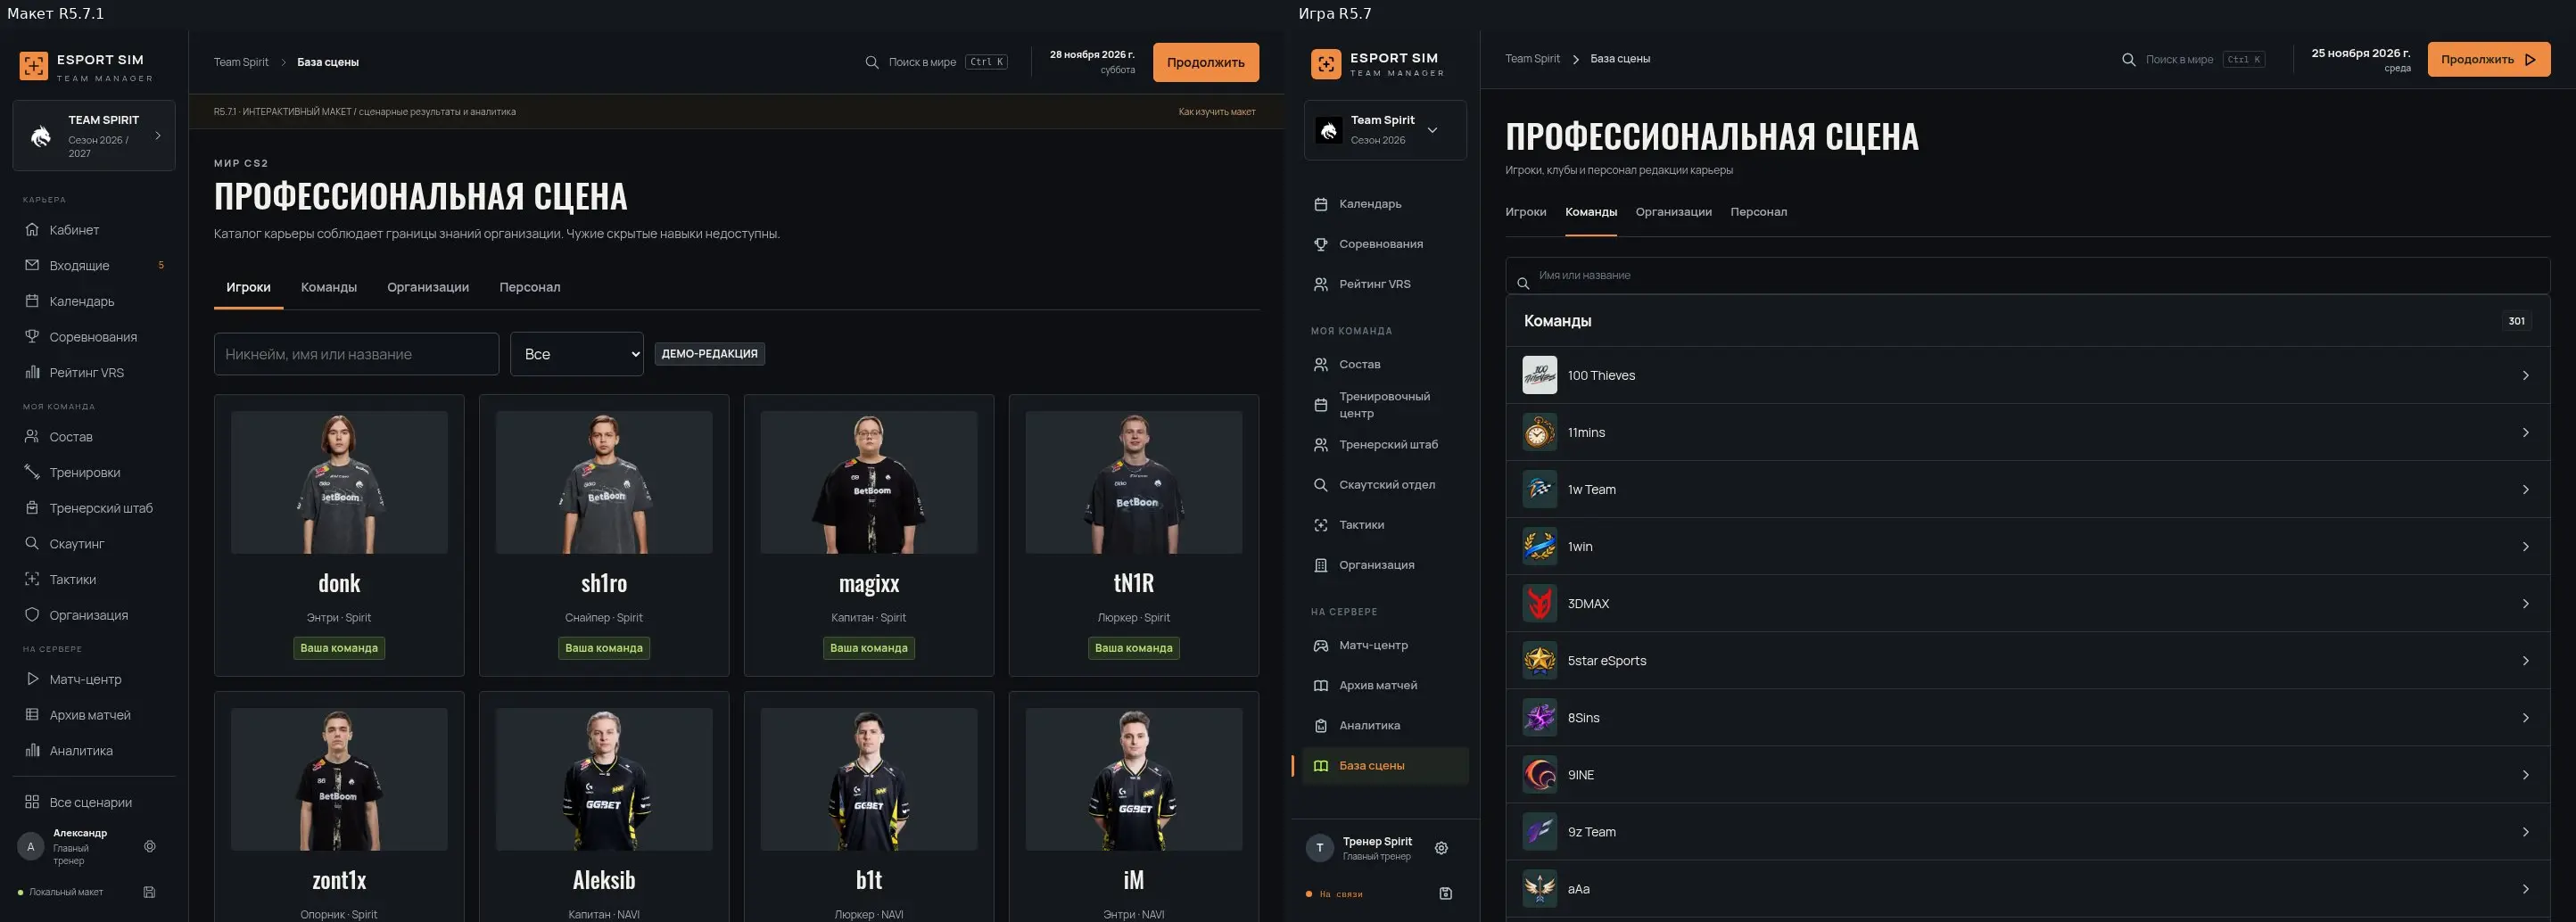 Макет R5.7.1
ESPORT SIM
TEAM MANAGER
TEAM SPIRIT
Сезон 2026 /
2027
КАРЬЕРА
Кабинет
Входящие 5
Календарь
Соревнования
Рейтинг VRS
МОЯ КОМАНДА
Состав
Тренировки
Тренерский штаб
Скаутинг
Тактики
Организация
НА СЕРВЕРЕ
Матч-центр
Архив матчей
Аналитика
Все сценарии
А
Александр
Главный
тренер
Локальный макет
Team Spirit > База сцены
Поиск в мире Ctrl K
28 ноября 2026 г.
суббота
Продолжить
R5.7.1 · ИНТЕРАКТИВНЫЙ МАКЕТ / сценарные результаты и аналитика
Как изучить макет
МИР CS2
ПРОФЕССИОНАЛЬНАЯ СЦЕНА
Каталог карьеры соблюдает границы знаний организации. Чужие скрытые навыки недоступны.
Игроки Команды Организации Персонал
Никнейм, имя или название Все ДЕМО-РЕДАКЦИЯ
BetBoom BetBoom BetBoom BetBoom
donk sh1ro magixx tN1R
Энтри · Spirit Снайпер · Spirit Капитан · Spirit Люркер · Spirit
Ваша команда Ваша команда Ваша команда Ваша команда
BetBoom GGBET GGBET GGBET
zont1x Aleksib b1t iM
Опорник · Spirit Капитан · NAVI Люркер · NAVI Энтри · NAVI
Игра R5.7
ESPORT SIM
TEAM MANAGER
Team Spirit
Сезон 2026
Календарь
Соревнования
Рейтинг VRS
МОЯ КОМАНДА
Состав
Тренировочный
центр
Тренерский штаб
Скаутский отдел
Тактики
Организация
НА СЕРВЕРЕ
Матч-центр
Архив матчей
Аналитика
База сцены
Т
Тренер Spirit
Главный тренер
На связи
Team Spirit > База сцены
Поиск в мире Ctrl K
25 ноября 2026 г.
среда
Продолжить
ПРОФЕССИОНАЛЬНАЯ СЦЕНА
Игроки, клубы и персонал редакции карьеры
Игроки Команды Организации Персонал
Имя или название
Команды 301
100 Thieves
11mins
1w Team
1win
3DMAX
5star eSports
8Sins
9INE
9z Team
aAa